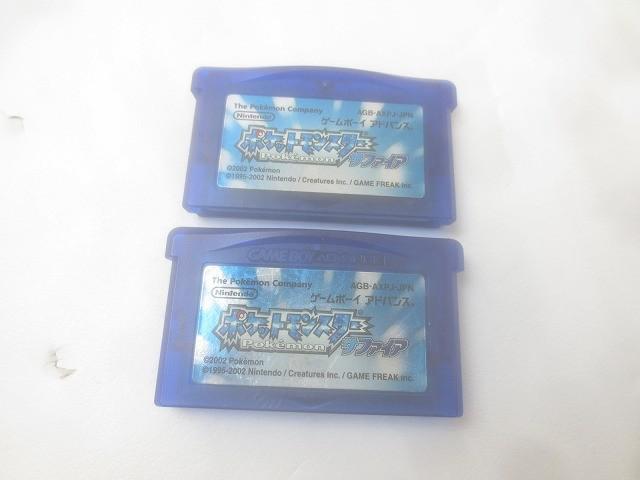 The Pokémon Company
AGB-AXPJ-JPN
Nintendo
ゲームボーイ アドバンス
ポケットモンスター
Pokémon
サファイア
©2002 Pokémon
©1995-2002 Nintendo / Creatures Inc. / GAME FREAK inc.
GAME BOY ADVANCE
The Pokémon Company
AGB-AXPJ-JPN
Nintendo
ゲームボーイ アドバンス
ポケットモンスター
Pokémon
サファイア
©2002 Pokémon
©1995-2002 Nintendo / Creatures Inc. / GAME FREAK inc.